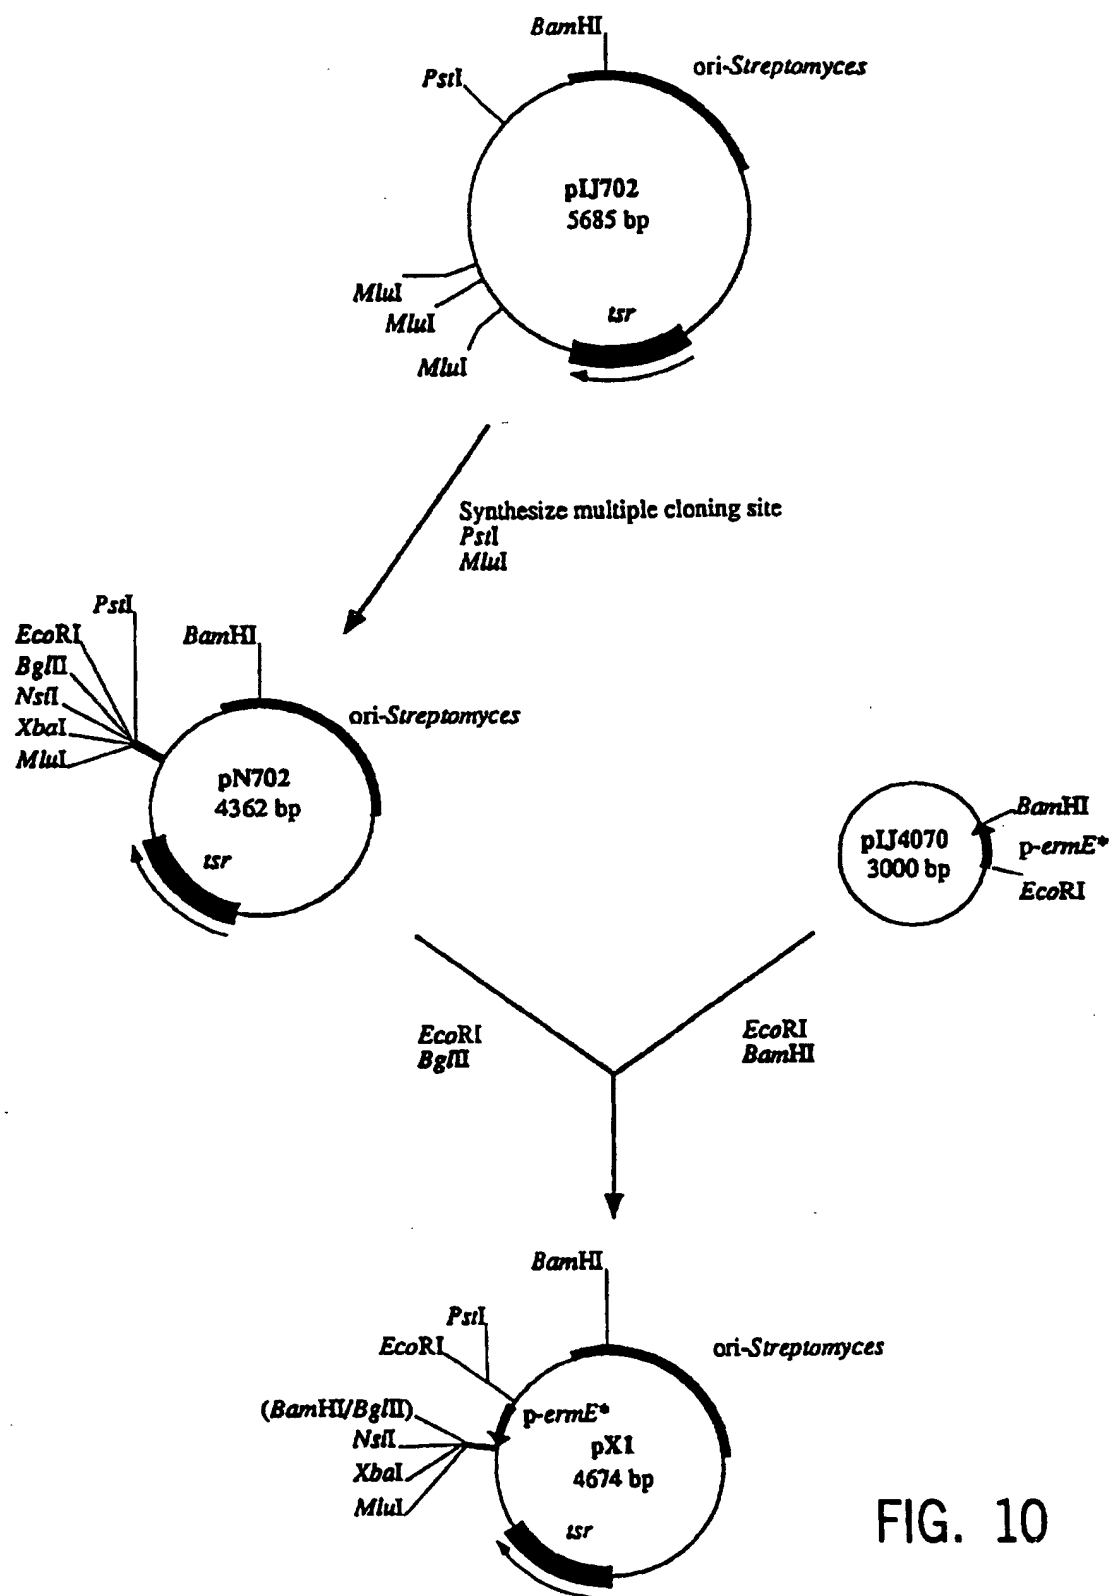 BamHI
ori-Streptomyces
PstI
pIJ702
5685 bp
MluI
MluI
MluI
tsr
Synthesize multiple cloning site
PstI
MluI
PstI
EcoRI
BglII
NsiI
XbaI
MluI
BamHI
ori-Streptomyces
pN702
4362 bp
tsr
pIJ4070
3000 bp
BamHI
p-ermE*
EcoRI
EcoRI
BglII
EcoRI
BamHI
BamHI
PstI
EcoRI
ori-Streptomyces
(BamHI/BglII)
NsiI
XbaI
MluI
p-ermE*
pX1
4674 bp
tsr
FIG. 10